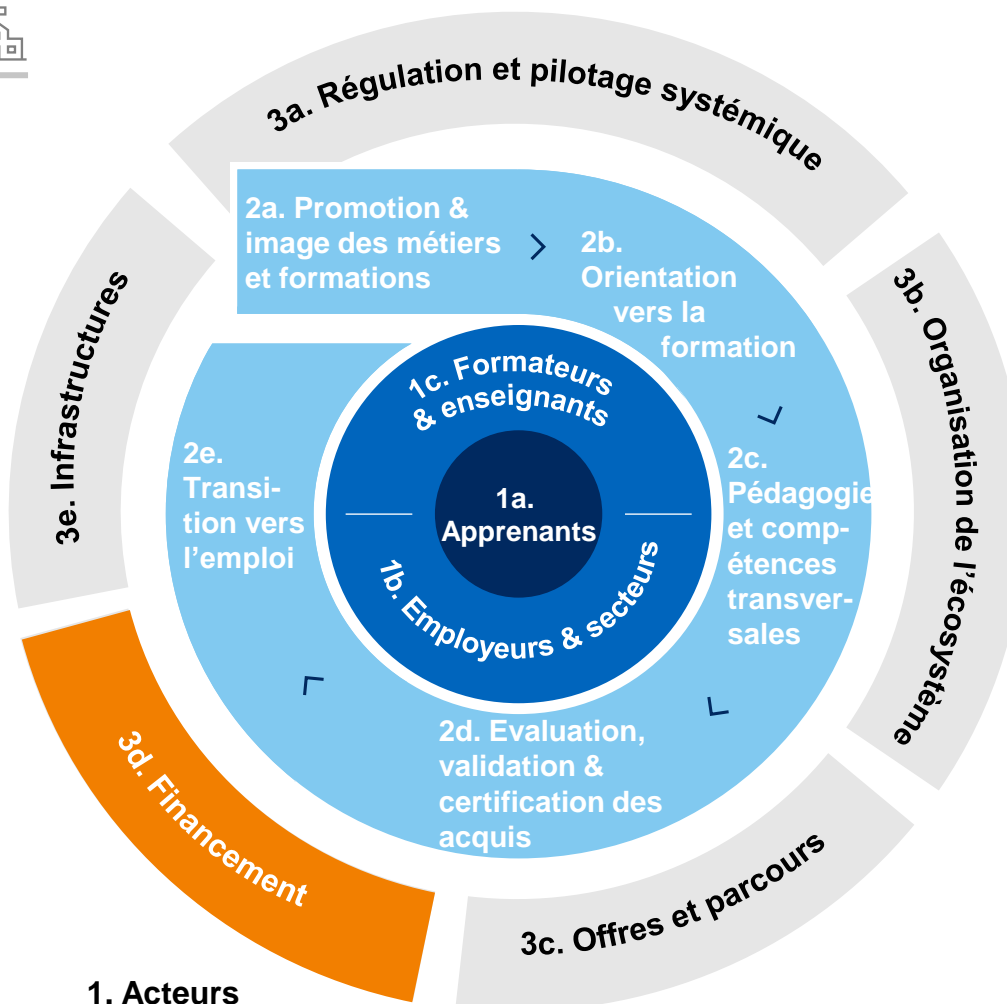 3a. Régulation et pilotage systémique
2a. Promotion &
image des métiers
et formations
2b.
Orientation
vers la
formation
3b. Organisation de l’écosystème
3e. Infrastructures
1c. Formateurs
& enseignants
2e.
Transi-
tion vers
l’emploi
1a.
Apprenants
2c.
Pédagogie
et comp-
étences
transver-
sales
1b. Employeurs & secteurs
2d. Evaluation,
validation &
certification des
acquis
3d. Financement
3c. Offres et parcours
1. Acteurs